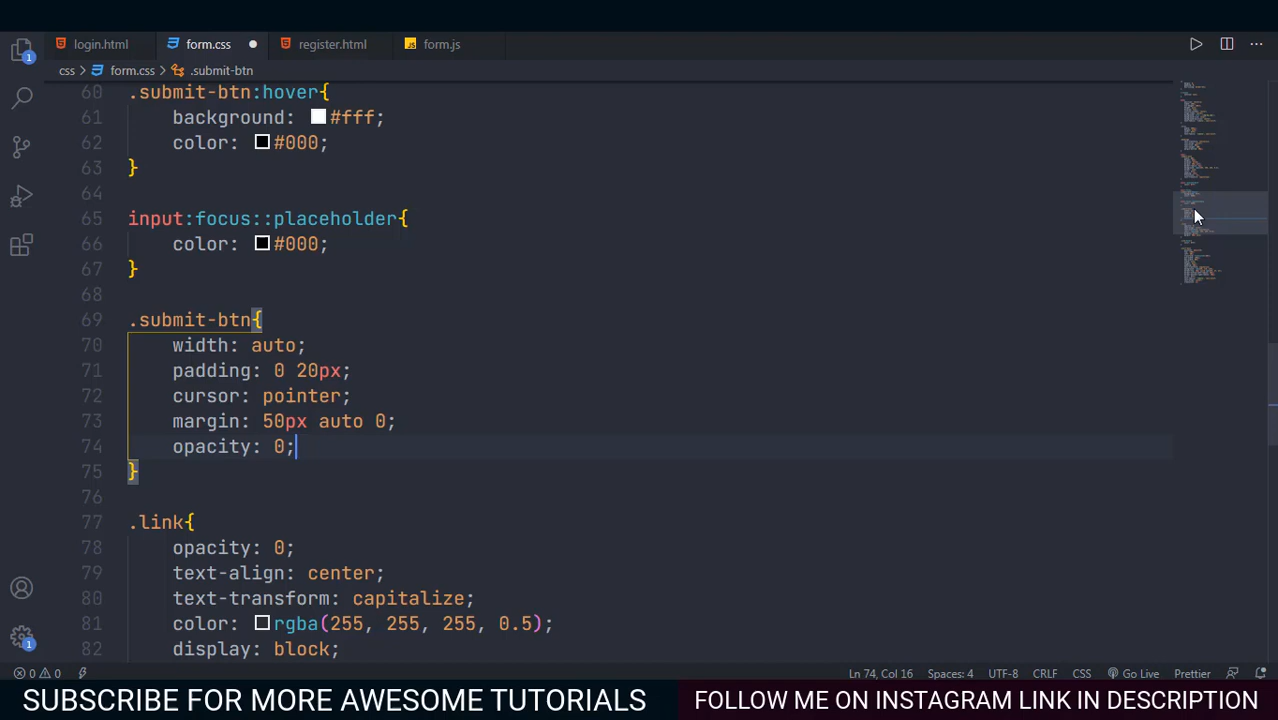 login.html form.css register.html form.js
css > form.css > .submit-btn
60 .submit-btn:hover{
61 background: #fff;
62 color: #000;
63 }
64
65 input:focus::placeholder{
66 color: #000;
67 }
68
69 .submit-btn{
70 width: auto;
71 padding: 0 20px;
72 cursor: pointer;
73 margin: 50px auto 0;
74 opacity: 0;
75 }
76
77 .link{
78 opacity: 0;
79 text-align: center;
80 text-transform: capitalize;
81 color: rgba(255, 255, 255, 0.5);
82 display: block;
1
1
0 0 Ln 74, Col 16 Spaces: 4 UTF-8 CRLF CSS Go Live Prettier
SUBSCRIBE FOR MORE AWESOME TUTORIALS FOLLOW ME ON INSTAGRAM LINK IN DESCRIPTION